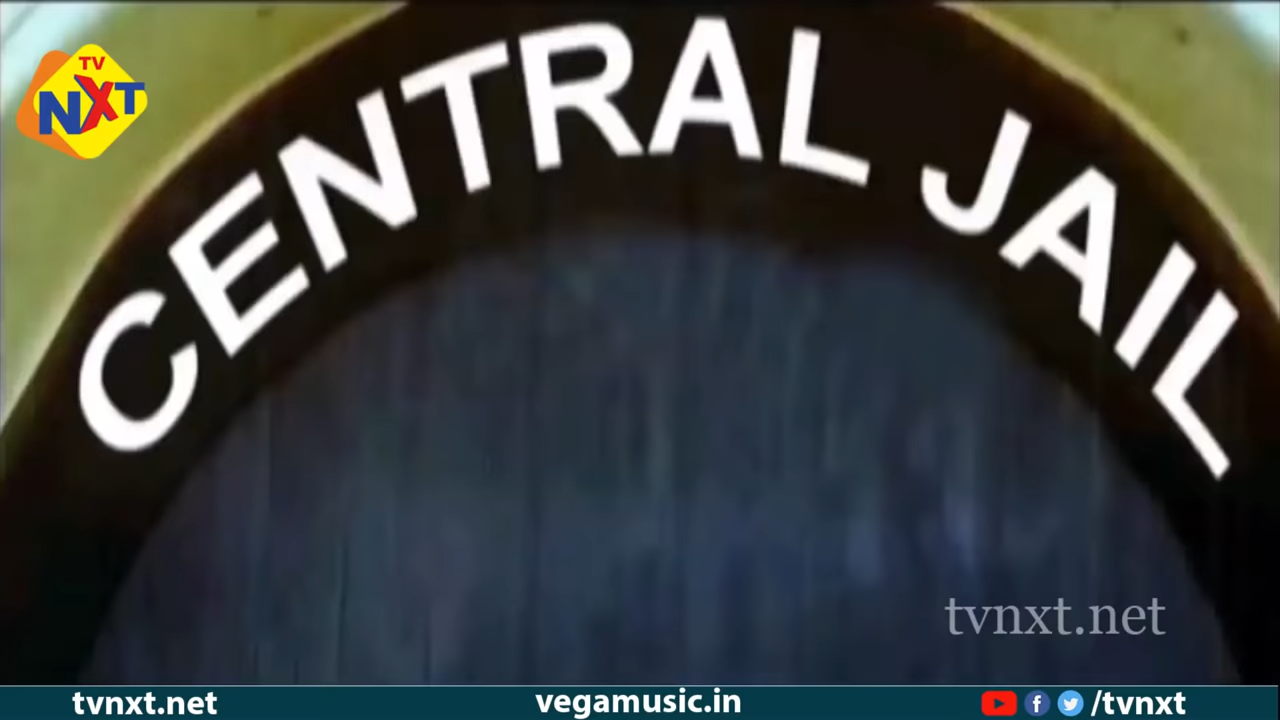 TV
NXT
CENTRAL JAIL
tvnxt.net
tvnxt.net
vegamusic.in
/tvnxt